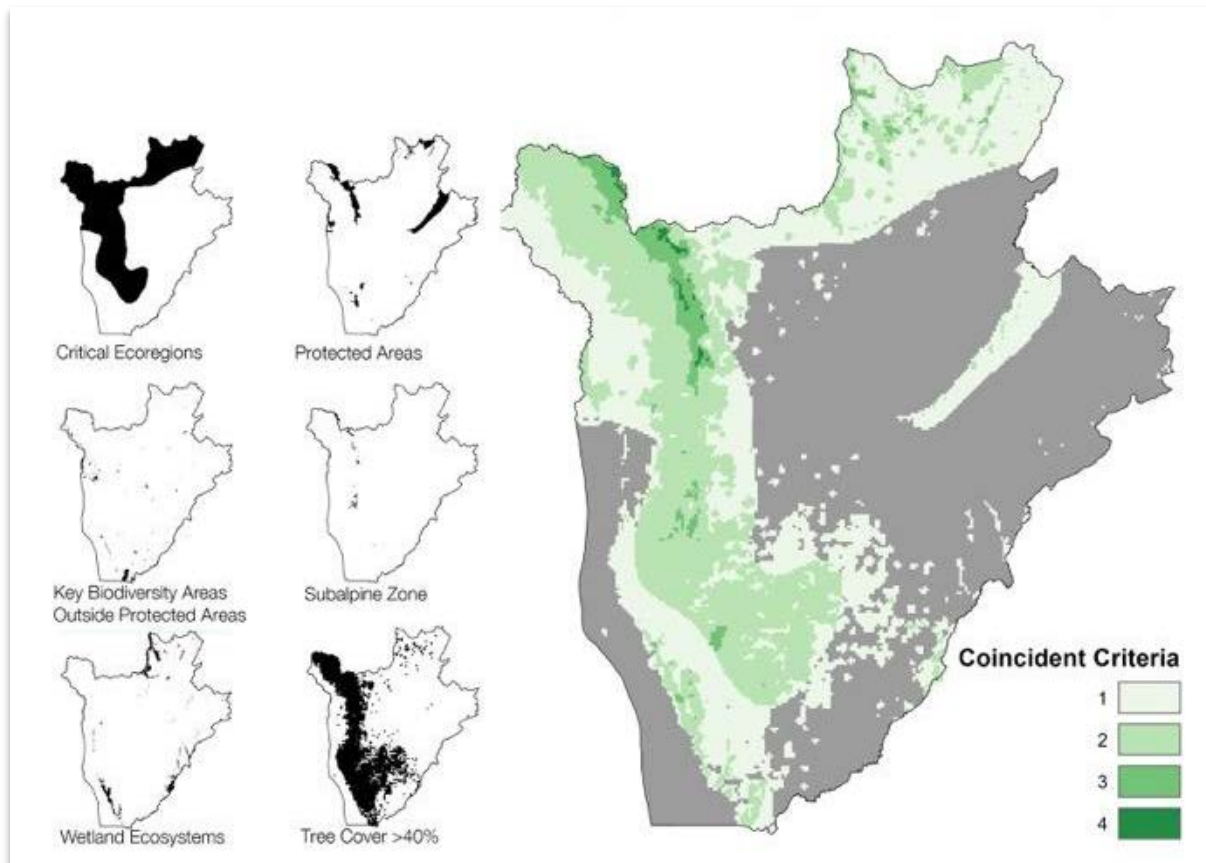 Critical Ecoregions
Protected Areas
Key Biodiversity Areas
Outside Protected Areas
Subalpine Zone
Wetland Ecosystems
Tree Cover >40%
Coincident Criteria
1
2
3
4